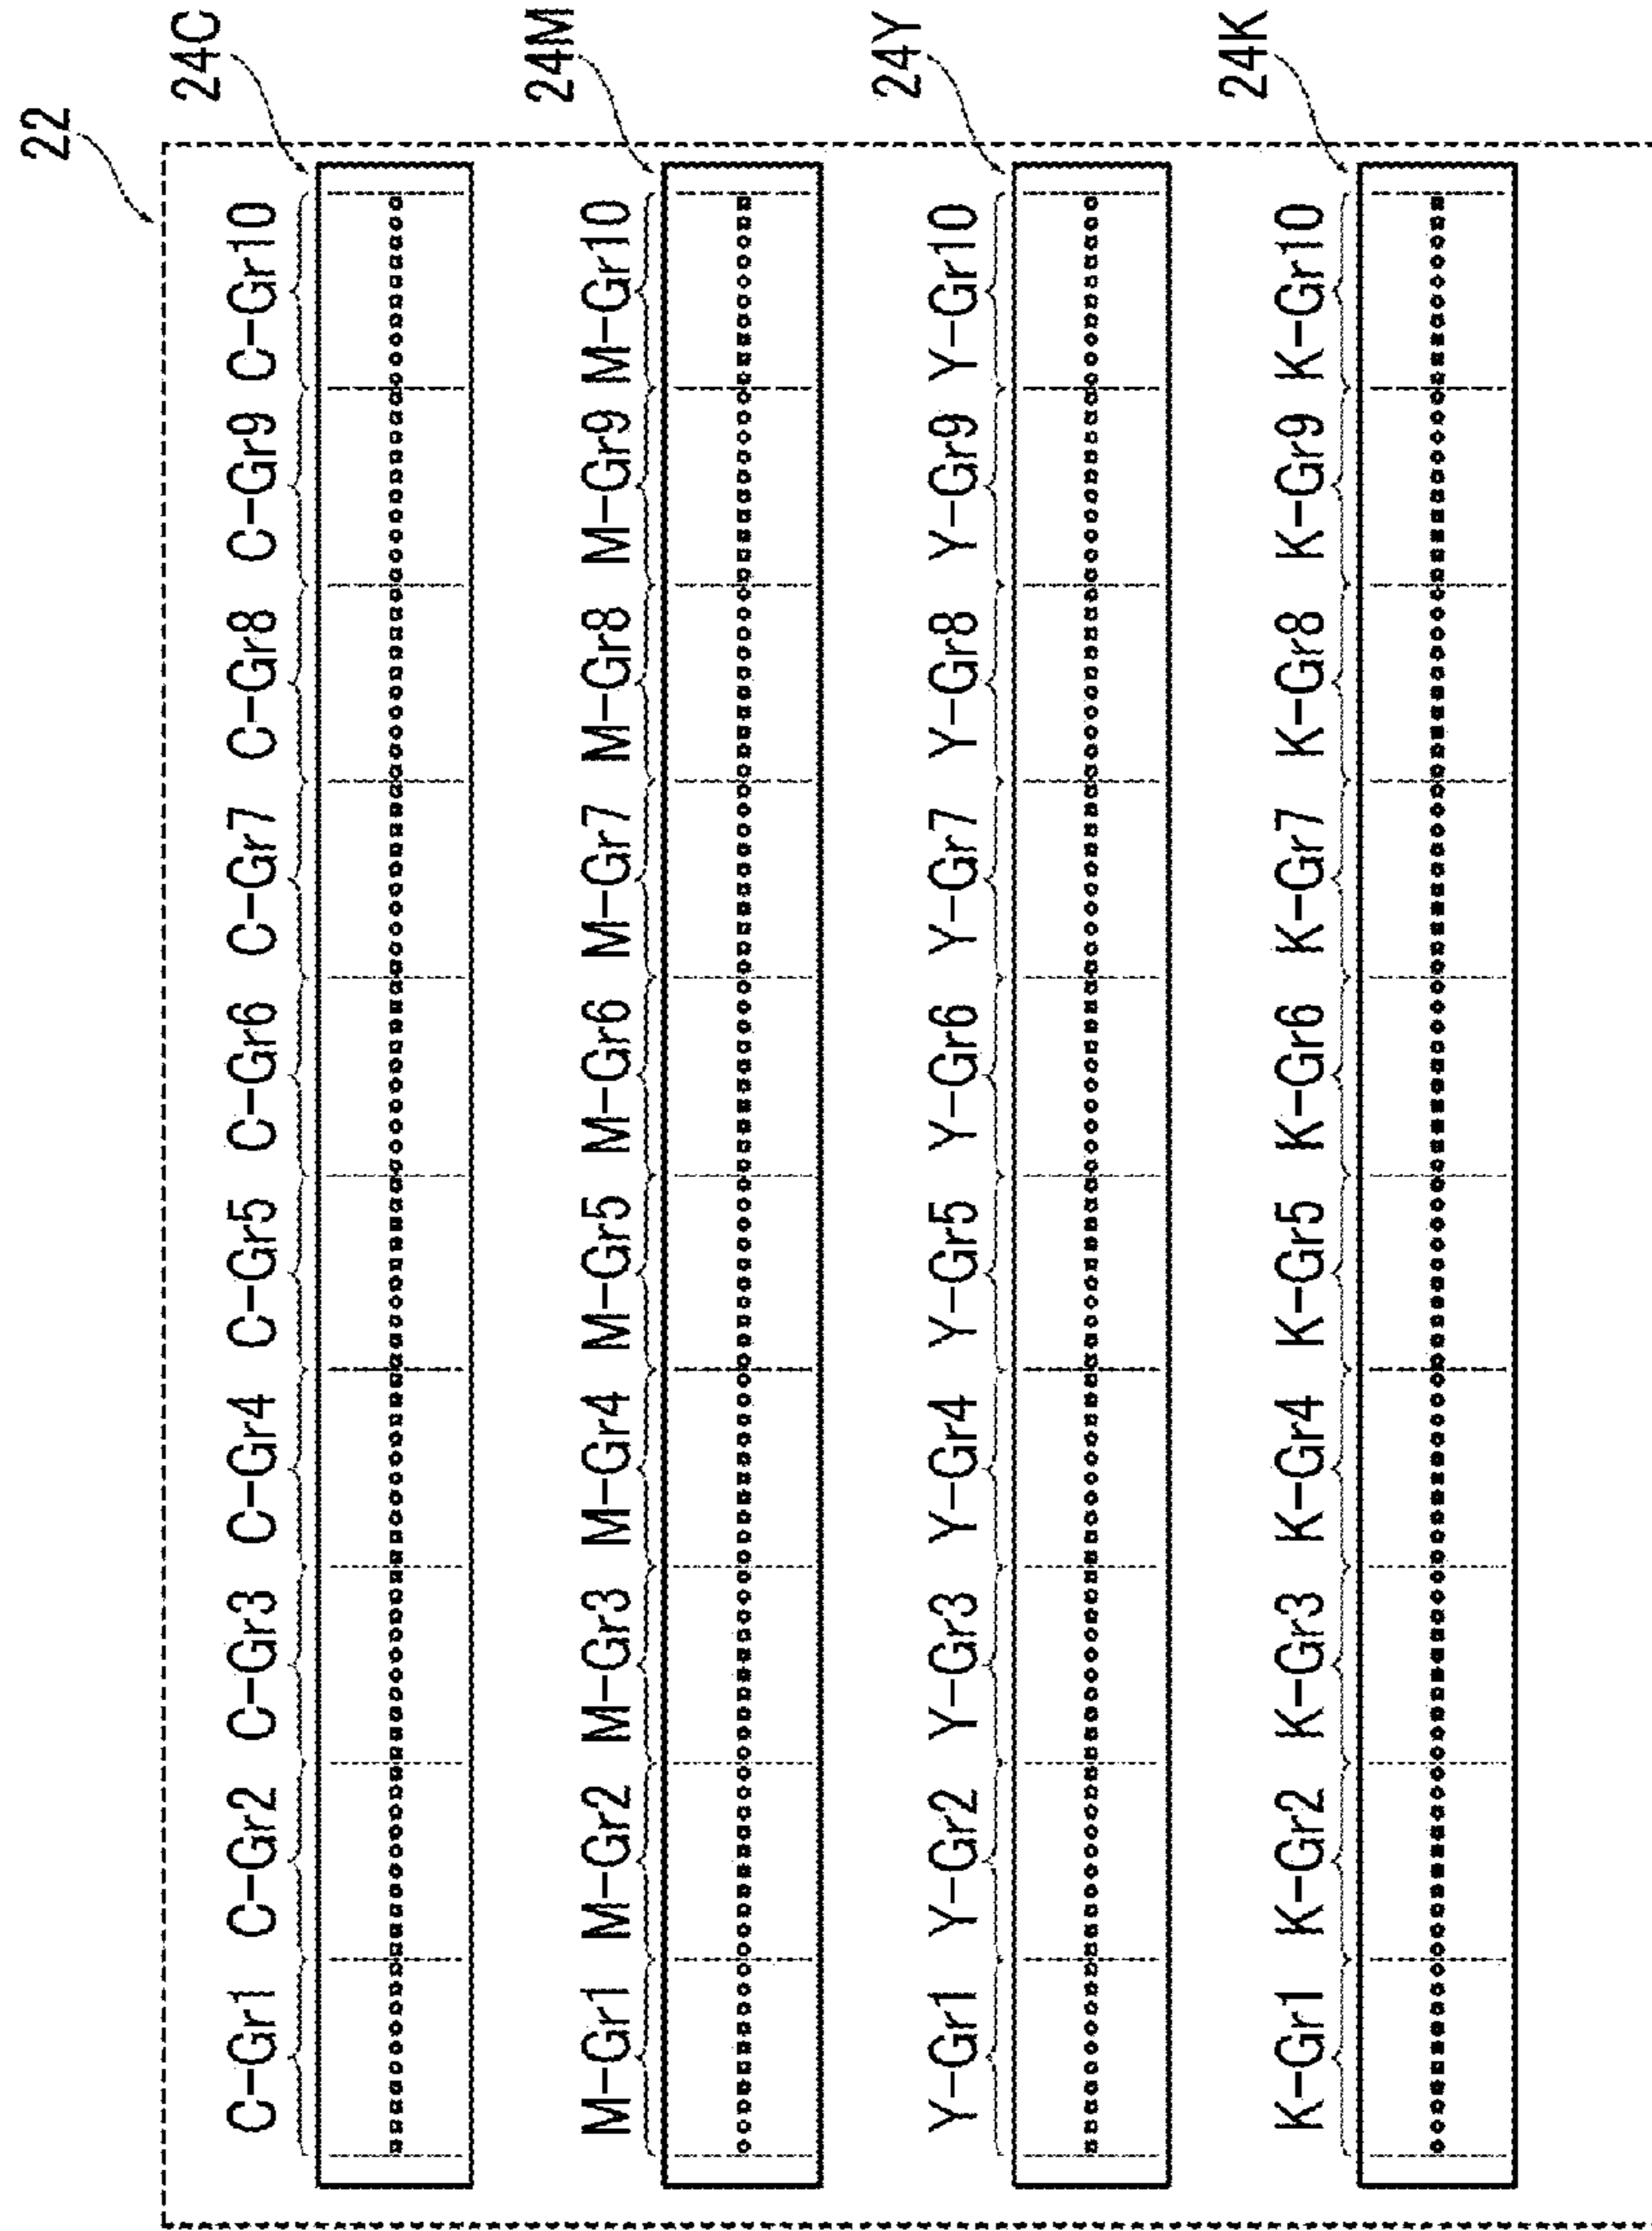 22
24C
C-Gr1 C-Gr2 C-Gr3 C-Gr4 C-Gr5 C-Gr6 C-Gr7 C-Gr8 C-Gr9 C-Gr10
24M
M-Gr1 M-Gr2 M-Gr3 M-Gr4 M-Gr5 M-Gr6 M-Gr7 M-Gr8 M-Gr9 M-Gr10
24Y
Y-Gr1 Y-Gr2 Y-Gr3 Y-Gr4 Y-Gr5 Y-Gr6 Y-Gr7 Y-Gr8 Y-Gr9 Y-Gr10
24K
K-Gr1 K-Gr2 K-Gr3 K-Gr4 K-Gr5 K-Gr6 K-Gr7 K-Gr8 K-Gr9 K-Gr10